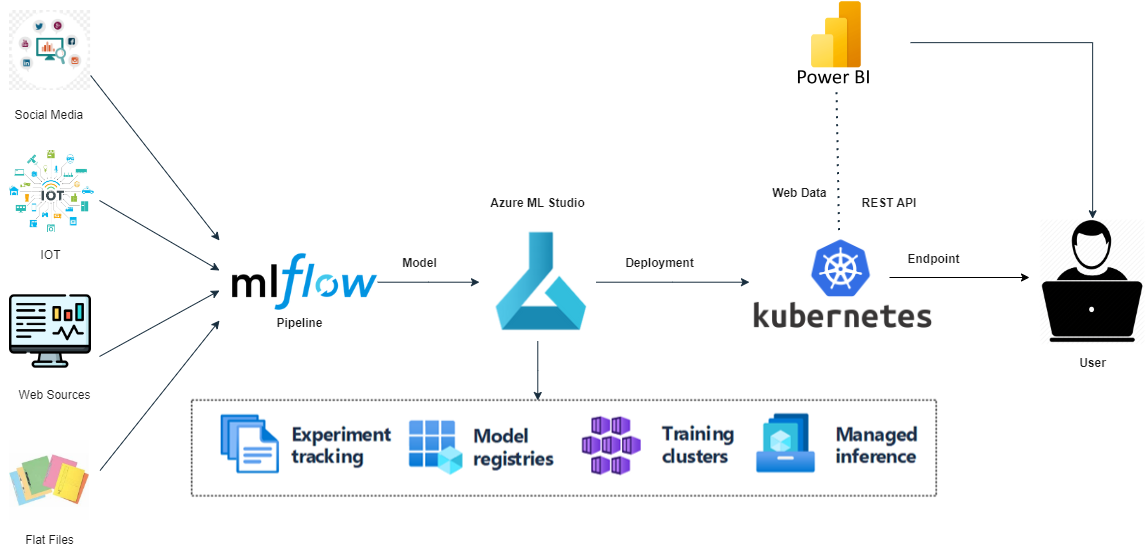 Social Media
IOT
IOT
Web Sources
Flat Files
mlflow
Pipeline
Model
Azure ML Studio
Deployment
Power BI
Web Data
REST API
kubernetes
Endpoint
User
Experiment
tracking
Model
registries
Training
clusters
Managed
inference